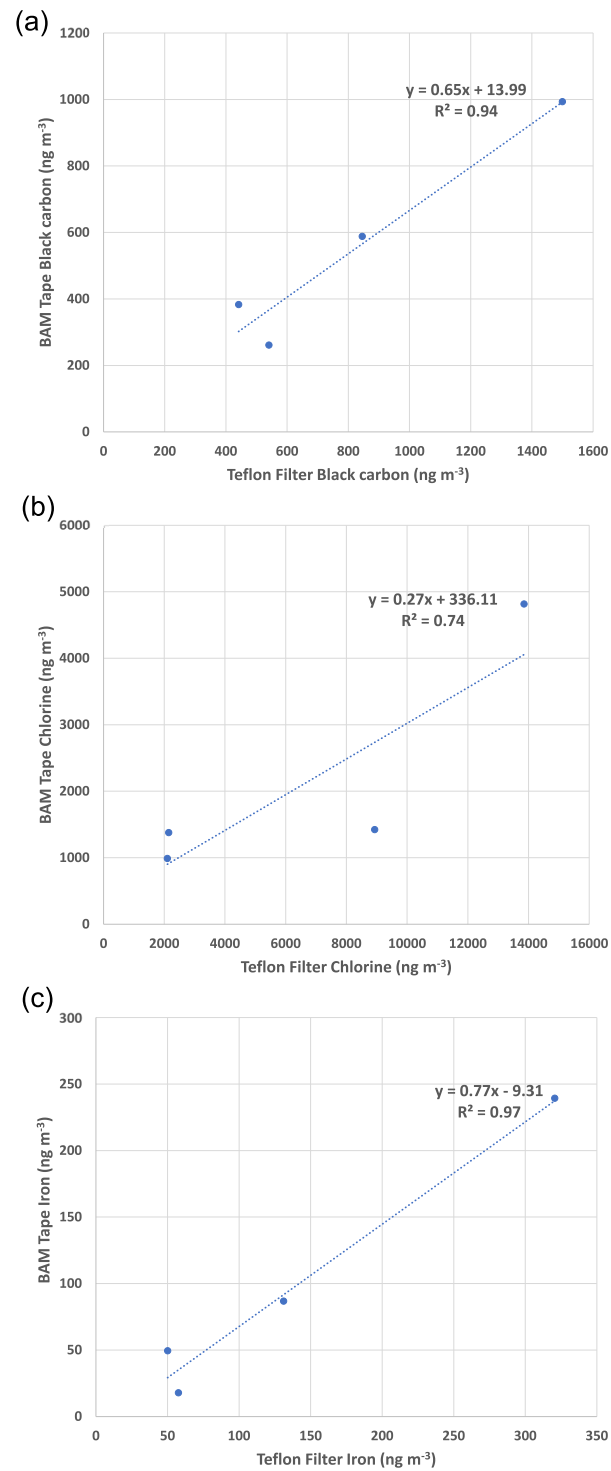 (a)
1200
1000
800
600
400
200
0
BAM Tape Black carbon (ng m⁻³)
y = 0.65x + 13.99
R² = 0.94
0 200 400 600 800 1000 1200 1400 1600
Teflon Filter Black carbon (ng m⁻³)
(b)
6000
5000
4000
3000
2000
1000
0
BAM Tape Chlorine (ng m⁻³)
y = 0.27x + 336.11
R² = 0.74
0 2000 4000 6000 8000 10000 12000 14000 16000
Teflon Filter Chlorine (ng m⁻³)
(c)
300
250
200
150
100
50
0
BAM Tape Iron (ng m⁻³)
y = 0.77x - 9.31
R² = 0.97
0 50 100 150 200 250 300 350
Teflon Filter Iron (ng m⁻³)